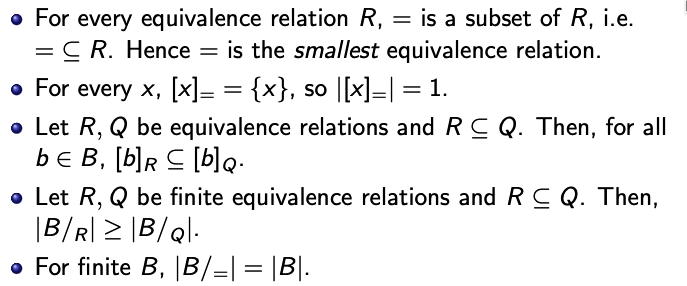 • For every equivalence relation R, = is a subset of R, i.e.
= ⊆ R. Hence = is the smallest equivalence relation.
• For every x, [x]₌ = {x}, so |[x]₌| = 1.
• Let R, Q be equivalence relations and R ⊆ Q. Then, for all
b ∈ B, [b]_R ⊆ [b]_Q.
• Let R, Q be finite equivalence relations and R ⊆ Q. Then,
|B/_R| ≥ |B/_Q|.
• For finite B, |B/₌| = |B|.